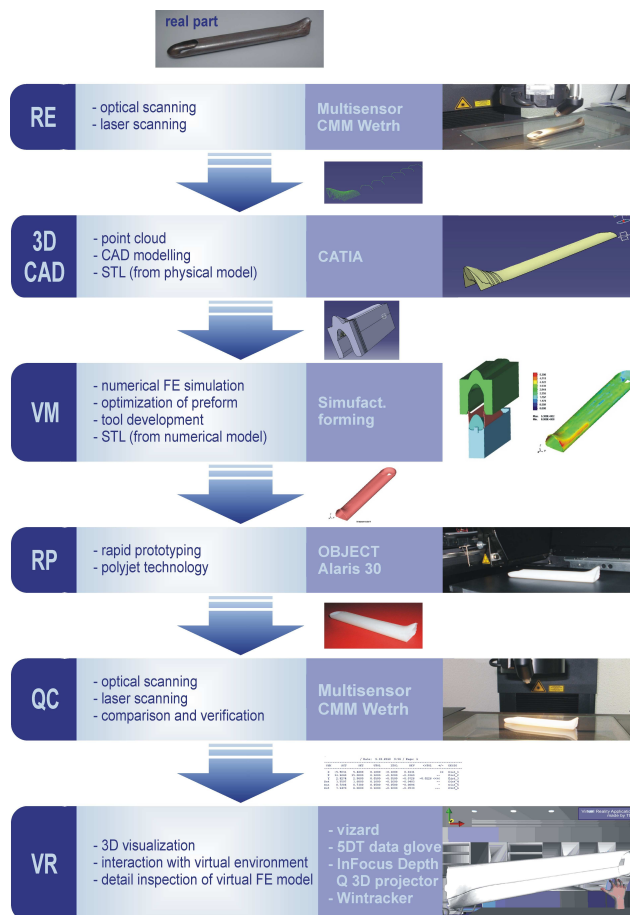 real part
RE
- optical scanning
- laser scanning
Multisensor
CMM Wetrh
3D
CAD
- point cloud
- CAD modelling
- STL (from physical model)
CATIA
VM
- numerical FE simulation
- optimization of preform
- tool development
- STL (from numerical model)
Simufact.
forming
RP
- rapid prototyping
- polyjet technology
OBJECT
Alaris 30
QC
- optical scanning
- laser scanning
- comparison and verification
Multisensor
CMM Wetrh
VR
- 3D visualization
- interaction with virtual environment
- detail inspection of virtual FE model
- vizard
- 5DT data glove
- InFocus Depth
Q 3D projector
- Wintracker